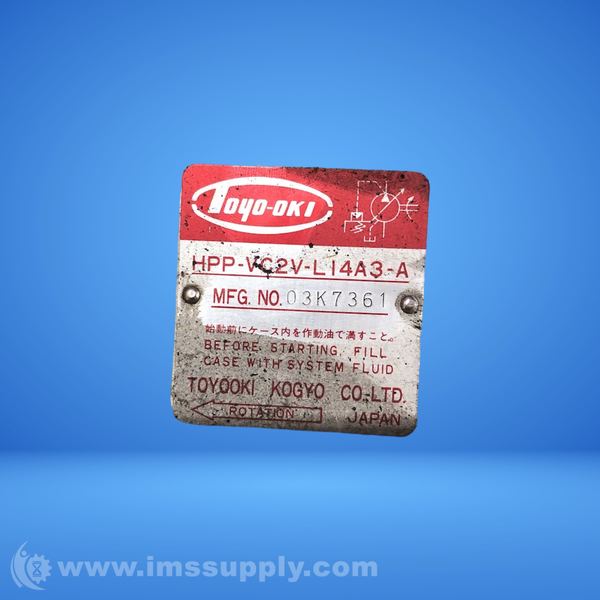 TOYO-OKI
HPP-VC2V-L14A3-A
MFG. NO. 03K7361
始動前にケース内を作動油で満すこと。
BEFORE STARTING, FILL
CASE WITH SYSTEM FLUID
TOYOOKI KOGYO CO.-LTD.
ROTATION
JAPAN
www.imssupply.com